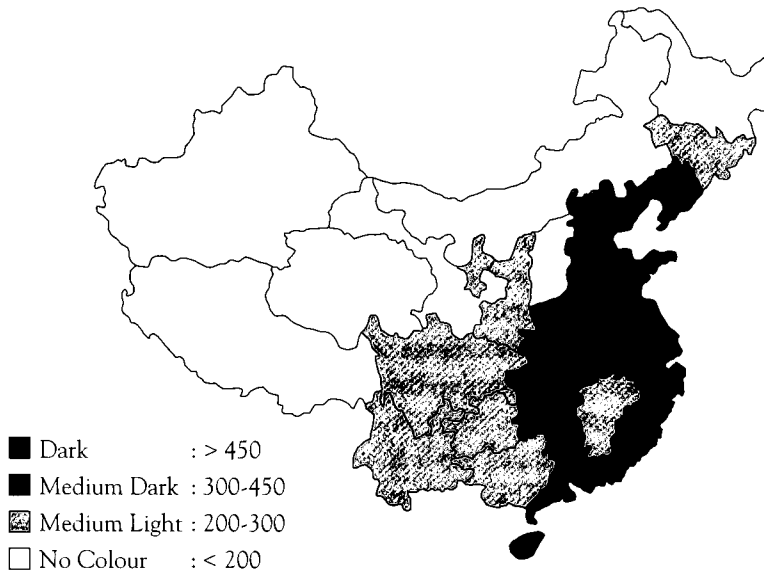 Dark : > 450
Medium Dark : 300-450
Medium Light : 200-300
No Colour : < 200